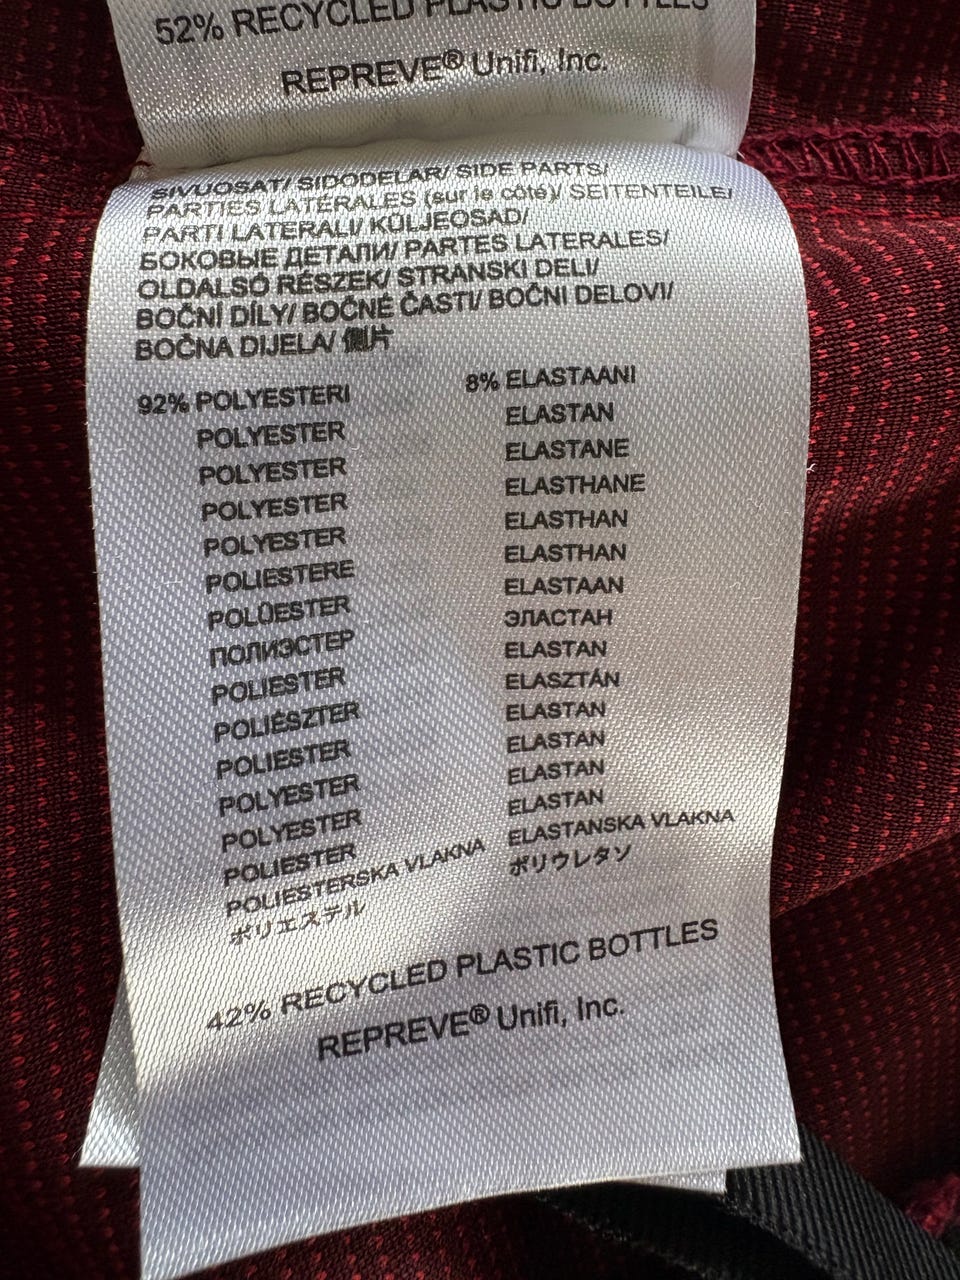 52% RECYCLED PLASTIC BOTTLES
REPREVE® Unifi, Inc.
SIVUOSAT/ SIDODELAR/ SIDE PARTS/
PARTIES LATÉRALES (sur le côté)/ SEITENTEILE/
PARTI LATERALI/ KÜLJEOSAD/
БОКОВЫЕ ДЕТАЛИ/ PARTES LATERALES/
OLDALSÓ RÉSZEK/ STRANSKI DELI/
BOČNÍ DÍLY/ BOČNÉ ČASTI/ BOČNI DELOVI/
BOČNA DIJELA/ 側片
92% POLYESTERI 8% ELASTAANI
POLYESTER ELASTAN
POLYESTER ELASTANE
POLYESTER ELASTHANE
POLYESTER ELASTHAN
POLIESTERE ELASTHAN
POLÜESTER ELASTAAN
ПОЛИЭСТЕР ЭЛАСТАН
POLIESTER ELASTAN
POLIÉSZTER ELASZTÁN
POLIESTER ELASTAN
POLYESTER ELASTAN
POLYESTER ELASTAN
POLIESTER ELASTAN
POLIESTERSKA VLAKNA ELASTANSKA VLAKNA
ポリエステル ポリウレタン
42% RECYCLED PLASTIC BOTTLES
REPREVE® Unifi, Inc.